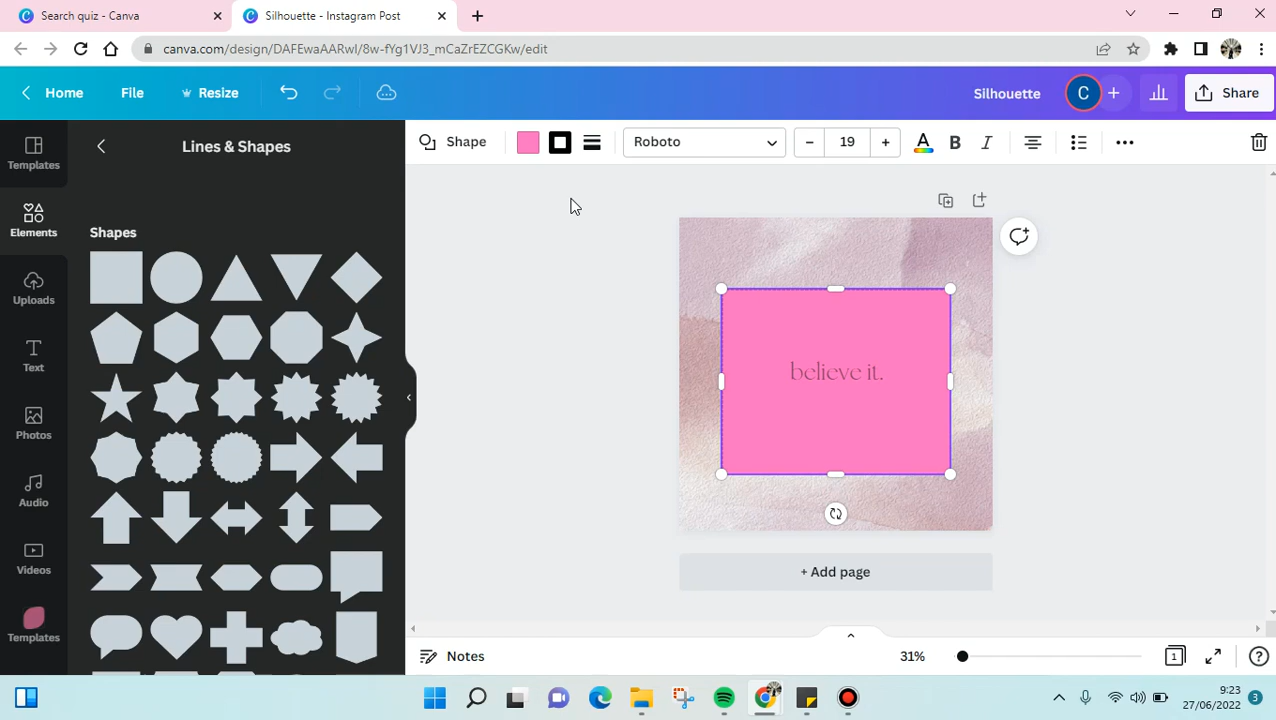 Search quiz - Canva
Silhouette - Instagram Post
canva.com/design/DAFEwaAARwI/8w-fYg1VJ3_mCaZrEZCGKw/edit
Home
File
Resize
Silhouette
C
Share
Templates
Elements
Uploads
Text
Photos
Audio
Videos
Templates
Lines & Shapes
Shapes
Shape
Roboto
19
A
B
I
believe it.
+ Add page
Notes
31%
1
9:23
27/06/2022
3